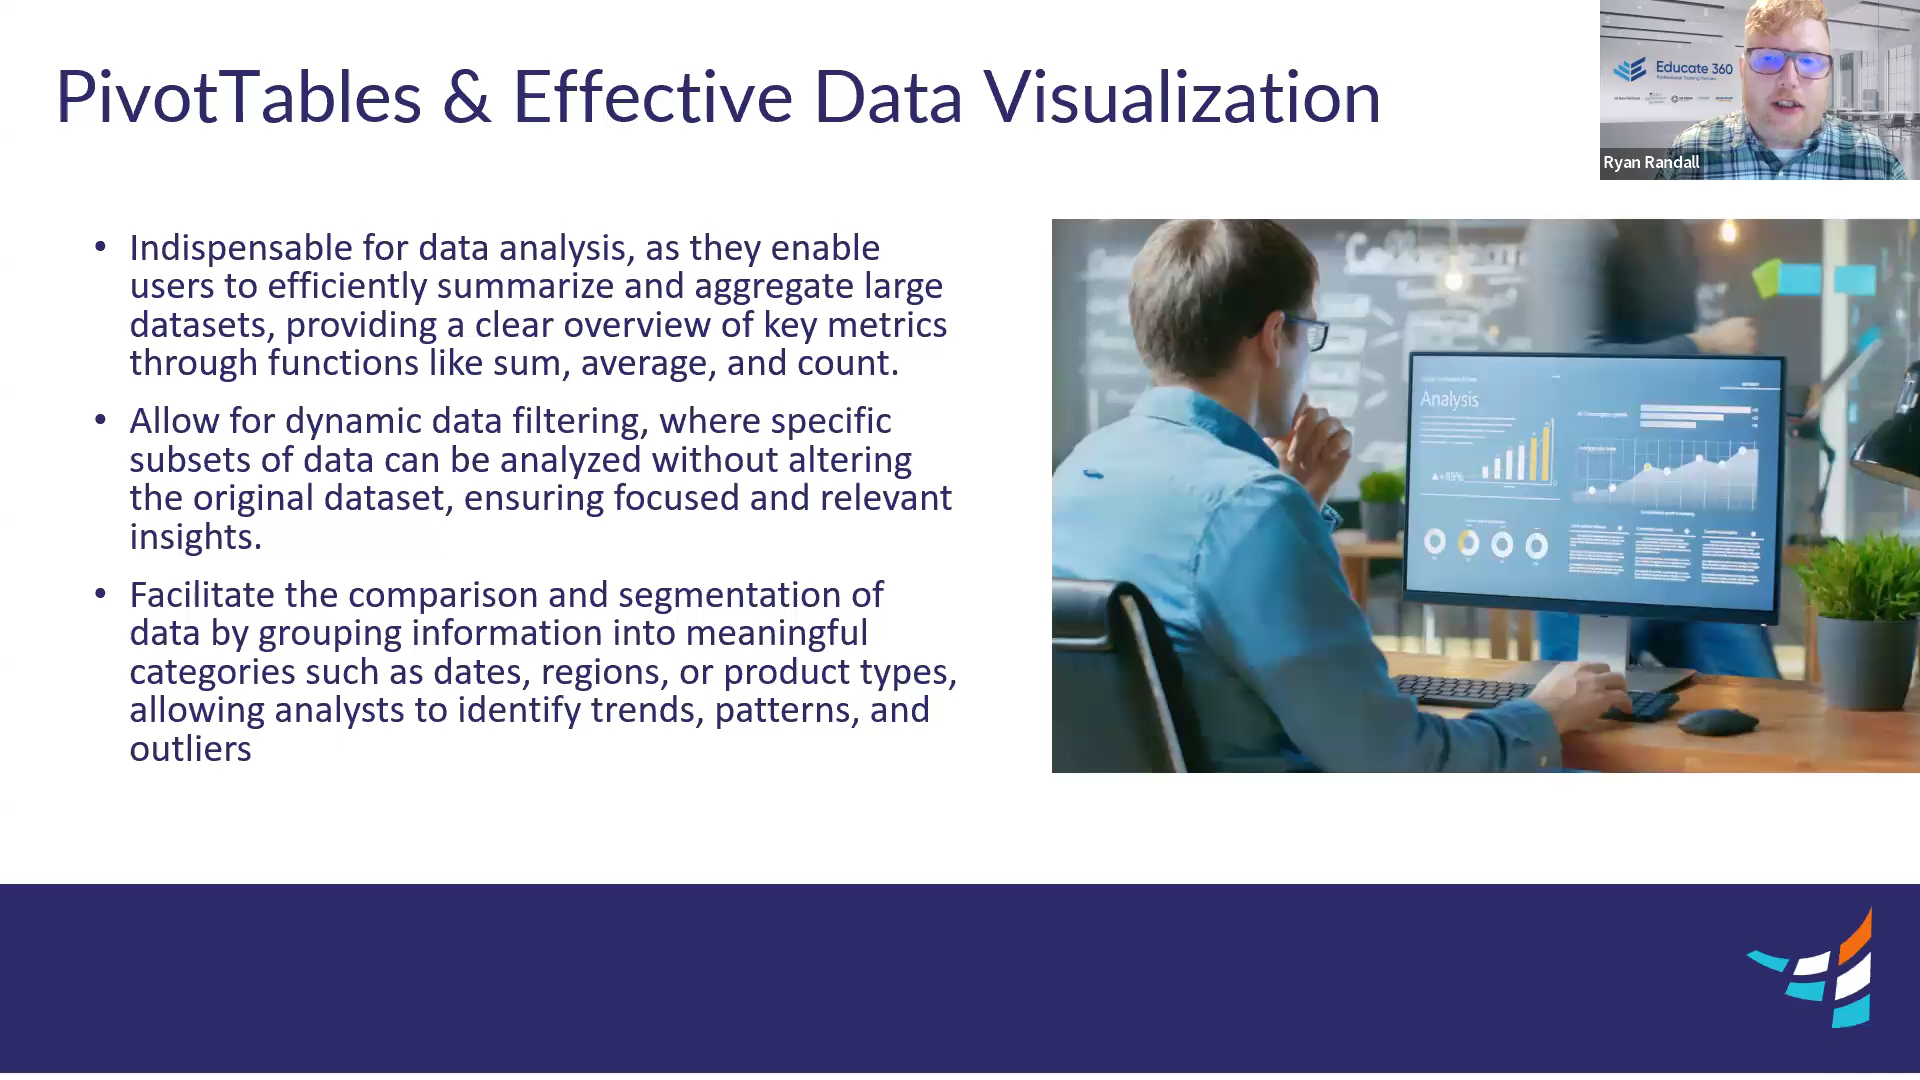 PivotTables & Effective Data Visualization
Educate 360
Ryan Randall
• Indispensable for data analysis, as they enable
users to efficiently summarize and aggregate large
datasets, providing a clear overview of key metrics
through functions like sum, average, and count.
• Allow for dynamic data filtering, where specific
subsets of data can be analyzed without altering
the original dataset, ensuring focused and relevant
insights.
• Facilitate the comparison and segmentation of
data by grouping information into meaningful
categories such as dates, regions, or product types,
allowing analysts to identify trends, patterns, and
outliers
Analysis